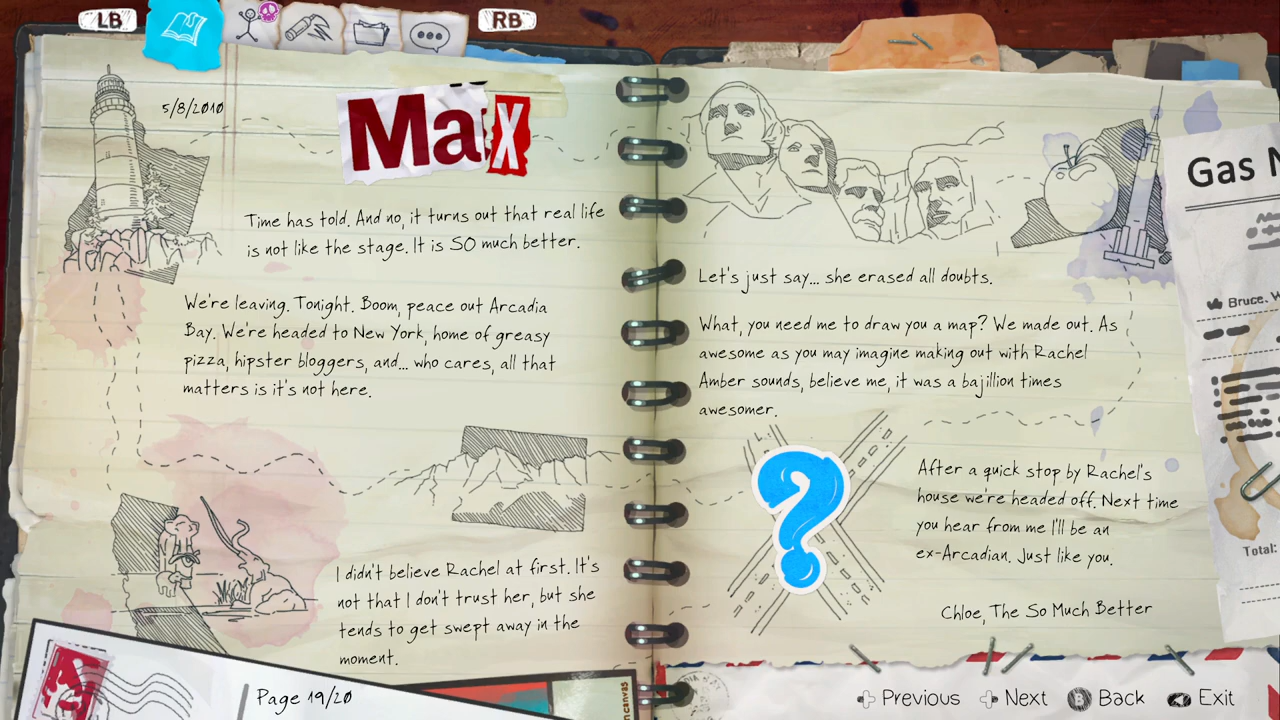 LB
RB
5/8/2010
Max
Time has told. And no, it turns out that real life
is not like the stage. It is SO much better.
We're leaving. Tonight. Boom, peace out Arcadia
Bay. We're headed to New York, home of greasy
pizza, hipster bloggers, and... who cares, all that
matters is it's not here.
I didn't believe Rachel at first. It's
not that I don't trust her, but she
tends to get swept away in the
moment.
Page 19/20
Let's just say... she erased all doubts.
What, you need me to draw you a map? We made out. As
awesome as you may imagine making out with Rachel
Amber sounds, believe me, it was a bajillion times
awesomer.
?
After a quick stop by Rachel's
house we're headed off. Next time
you hear from me I'll be an
ex-Arcadian. Just like you.
Chloe, The So Much Better
Gas
Bruce.
Total:
Previous
Next
B Back
Exit